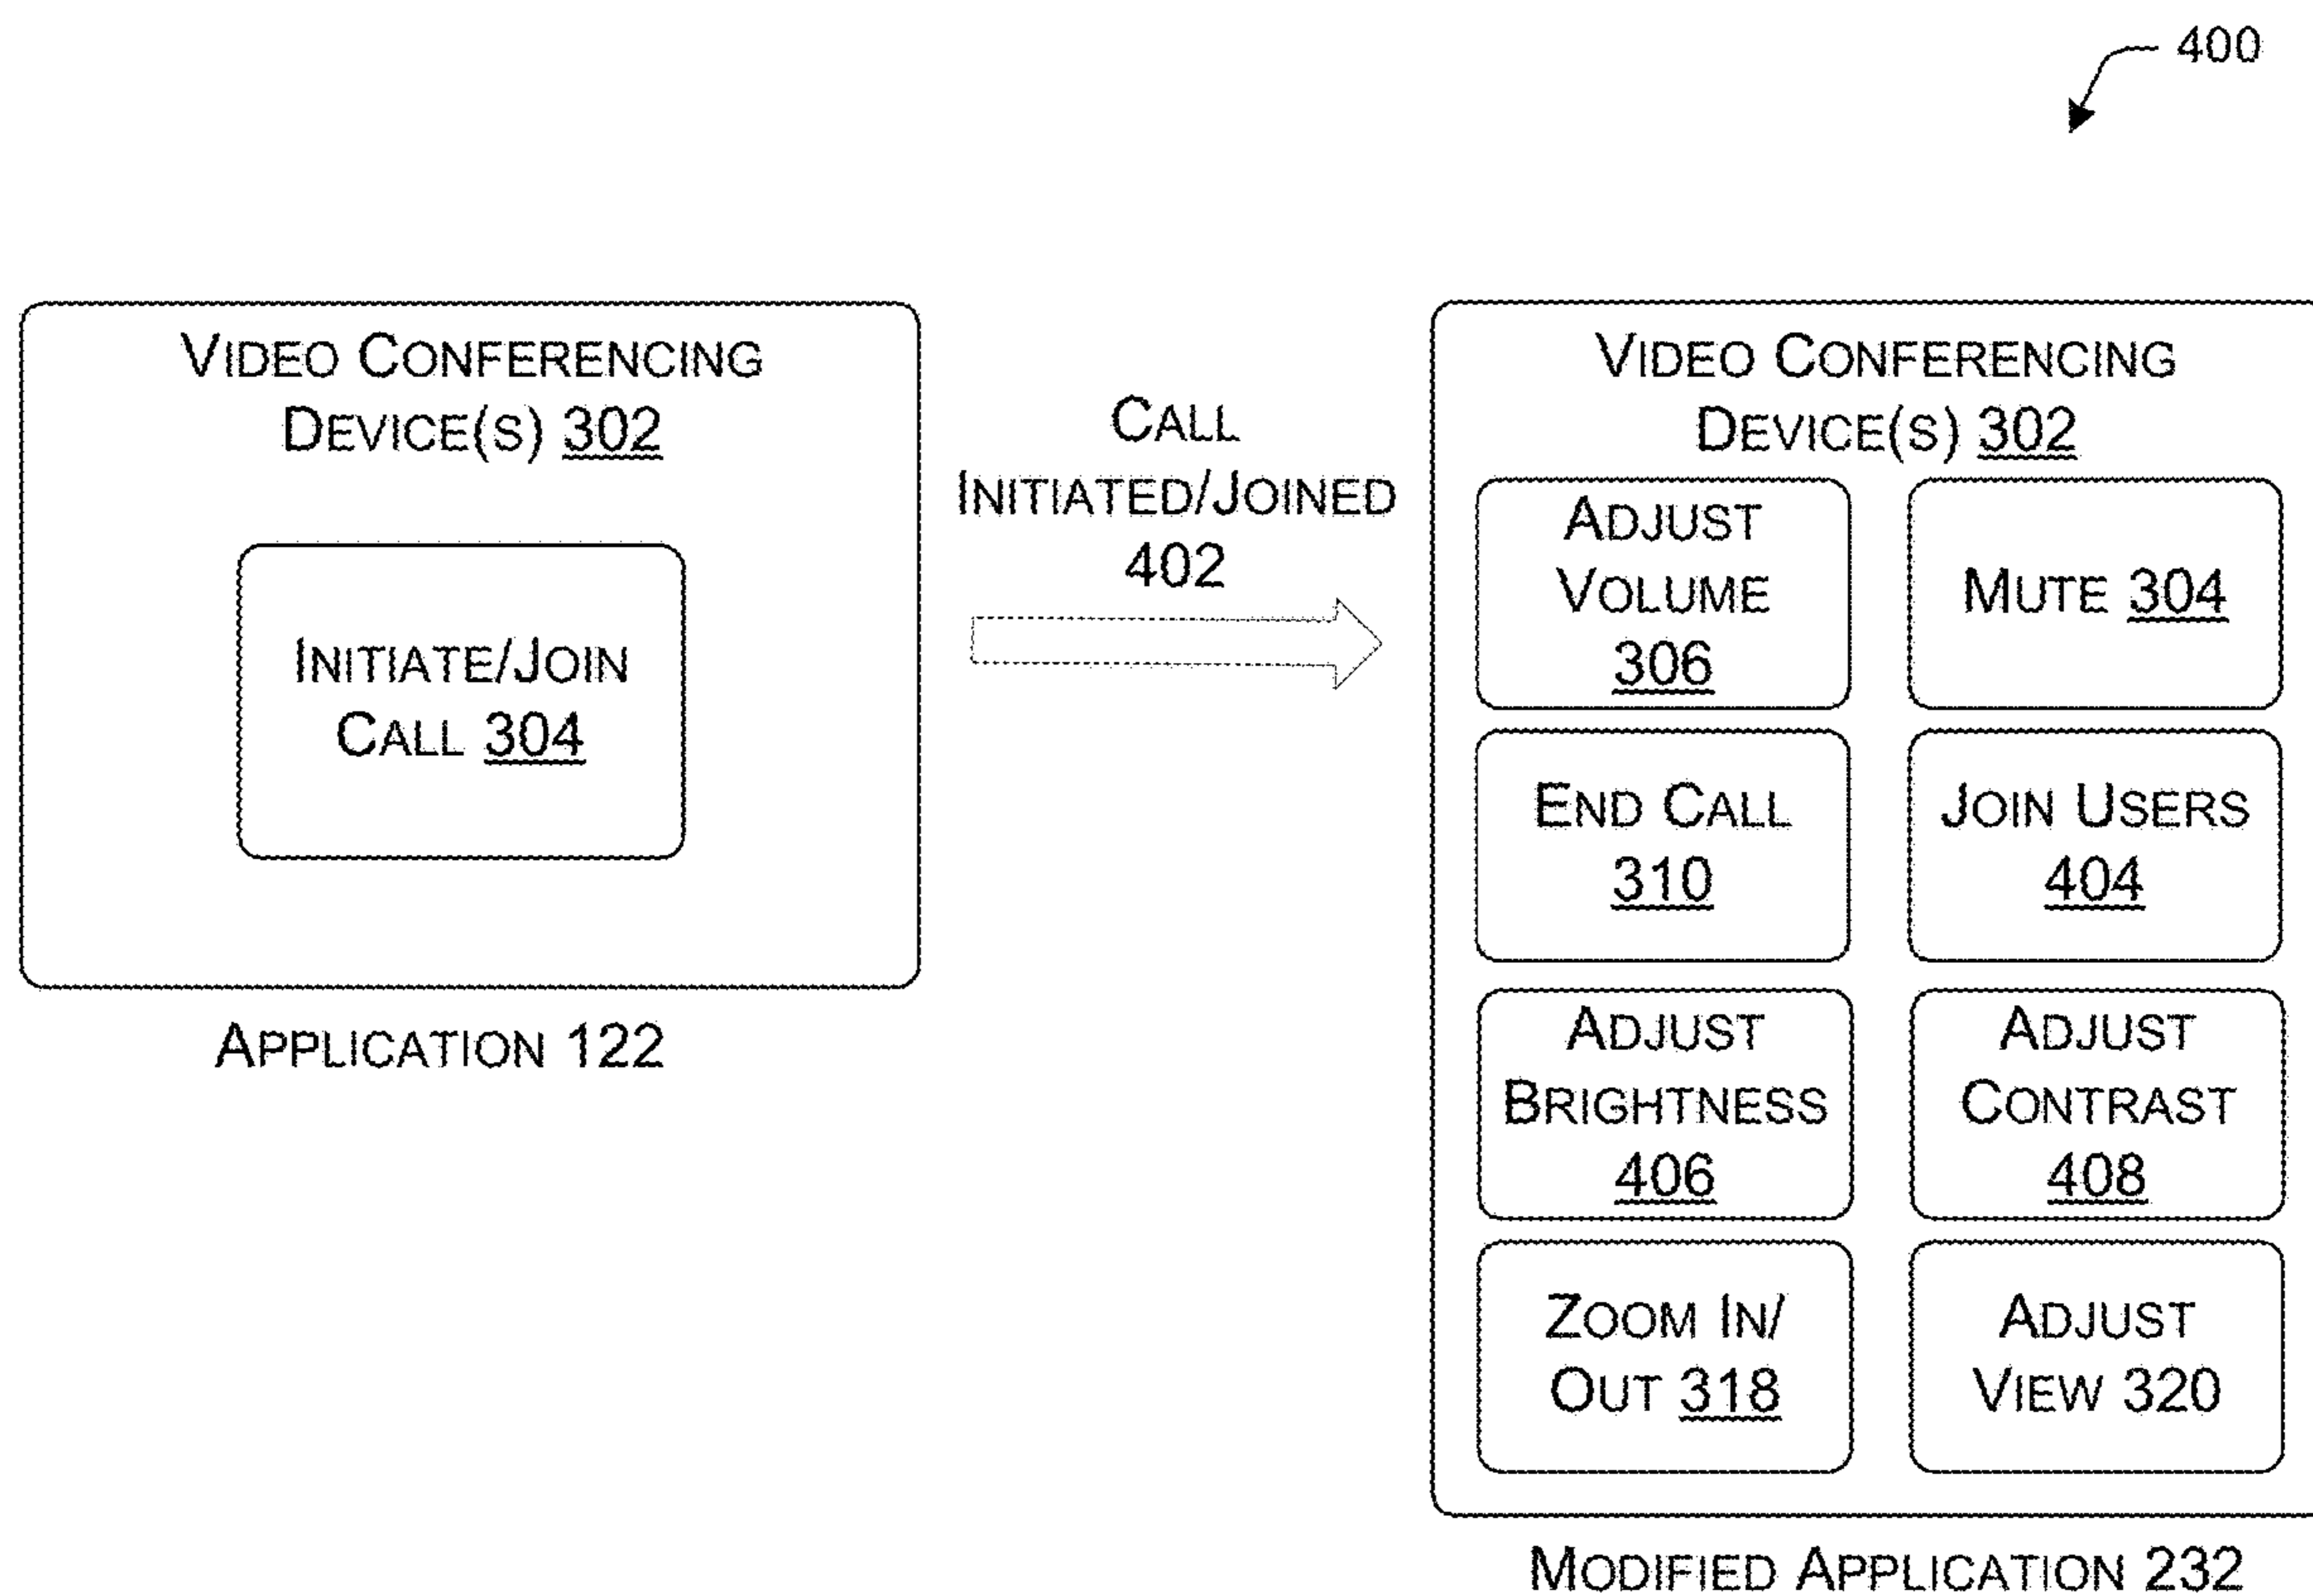 400
VIDEO CONFERENCING
DEVICE(S) 302
INITIATE/JOIN
CALL 304
APPLICATION 122
CALL
INITIATED/JOINED
402
VIDEO CONFERENCING
DEVICE(S) 302
ADJUST
VOLUME
306
MUTE 304
END CALL
310
JOIN USERS
404
ADJUST
BRIGHTNESS
406
ADJUST
CONTRAST
408
ZOOM IN/
OUT 318
ADJUST
VIEW 320
MODIFIED APPLICATION 232